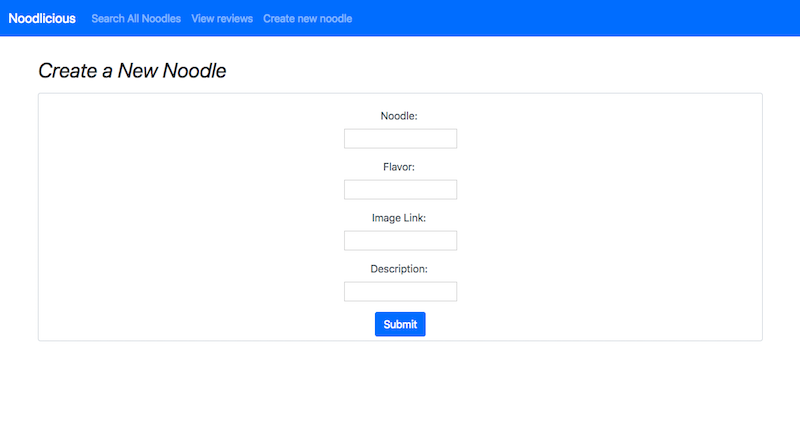 Noodlicious Search All Noodles View reviews Create new noodle
Create a New Noodle
Noodle:
Flavor:
Image Link:
Description:
Submit